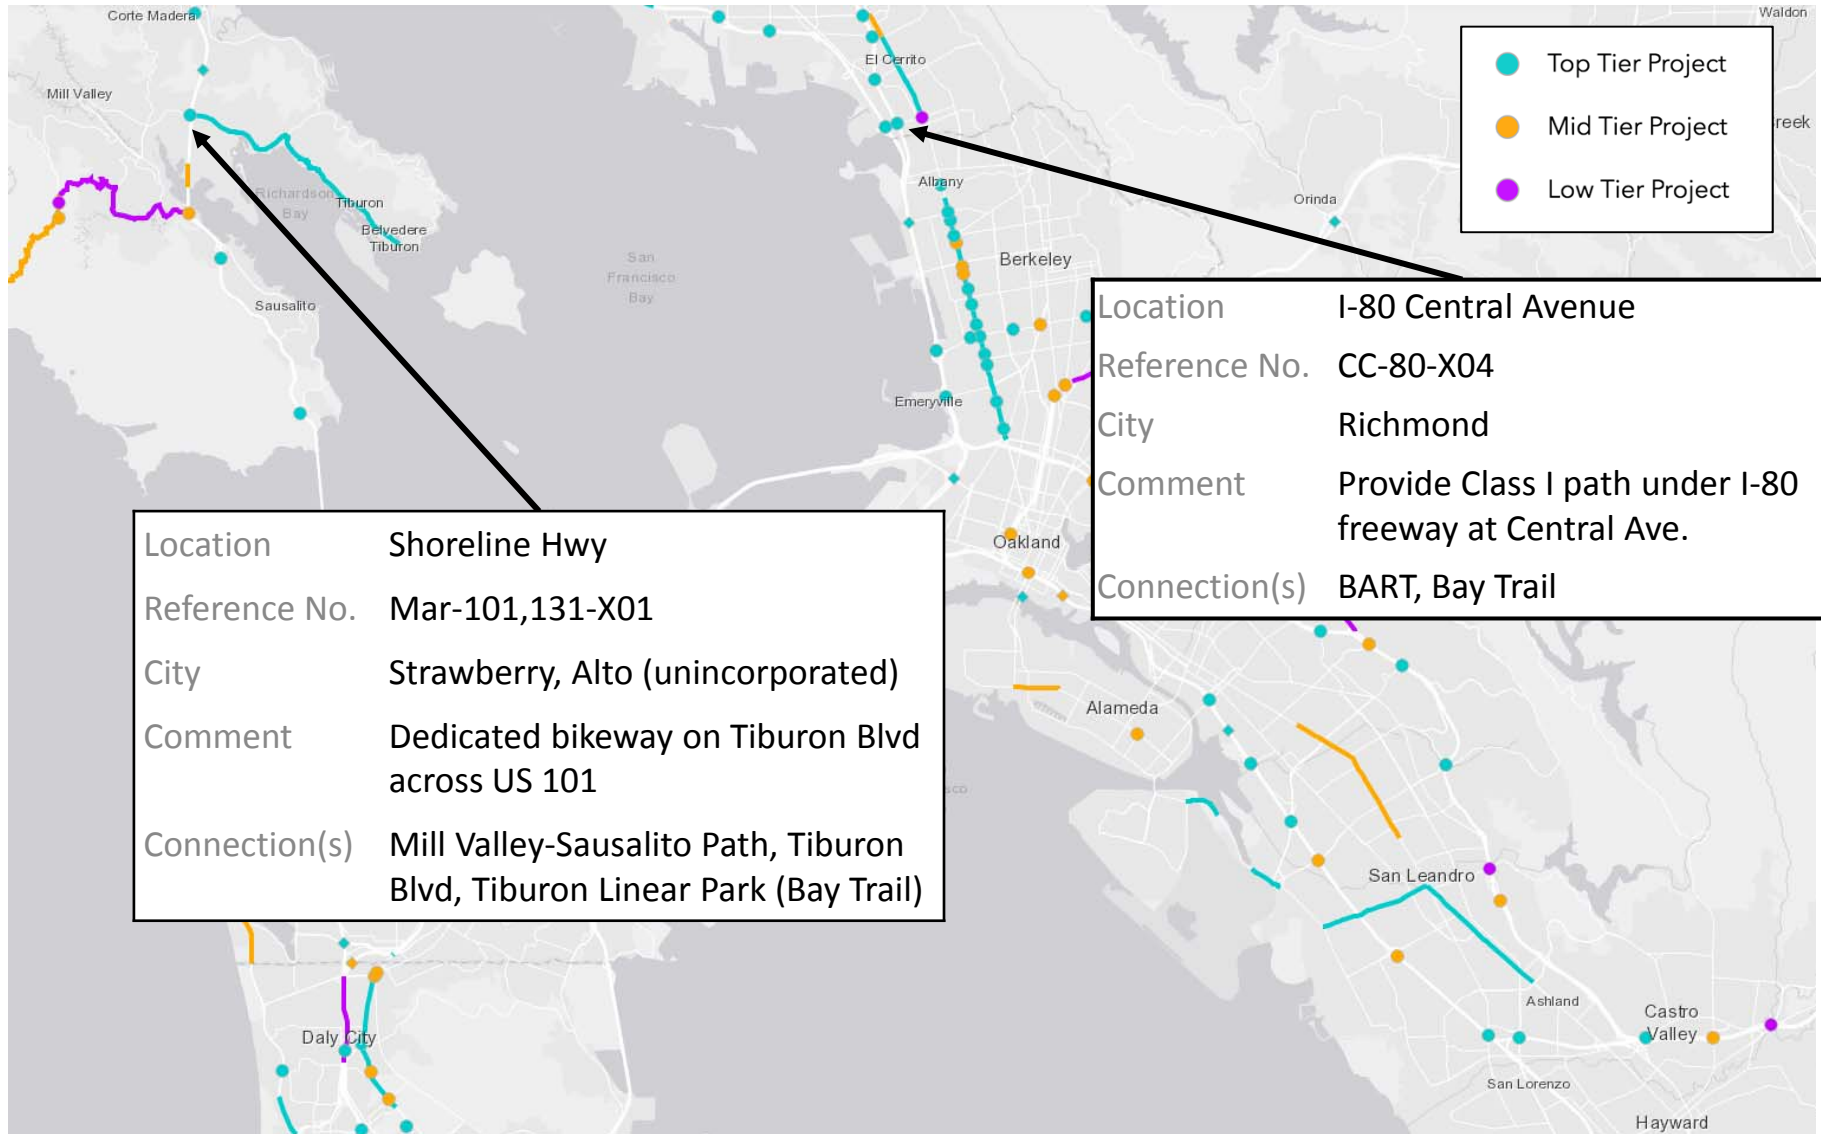 Corte Madera
Waldon
Mill Valley
El Cerrito
Top Tier Project
Mid Tier Project
Low Tier Project
reek
Albany
Richardson
Bay
Tiburon
Belvedere
Tiburon
Orinda
San
Francisco
Bay
Berkeley
Sausalito
Emeryville
Location I-80 Central Avenue
Reference No. CC-80-X04
City Richmond
Comment Provide Class I path under I-80
freeway at Central Ave.
Connection(s) BART, Bay Trail
Location Shoreline Hwy
Reference No. Mar-101,131-X01
City Strawberry, Alto (unincorporated)
Comment Dedicated bikeway on Tiburon Blvd
across US 101
Connection(s) Mill Valley-Sausalito Path, Tiburon
Blvd, Tiburon Linear Park (Bay Trail)
Oakland
Alameda
sco
San Leandro
Ashland
Castro
Valley
Daly City
San Lorenzo
Hayward